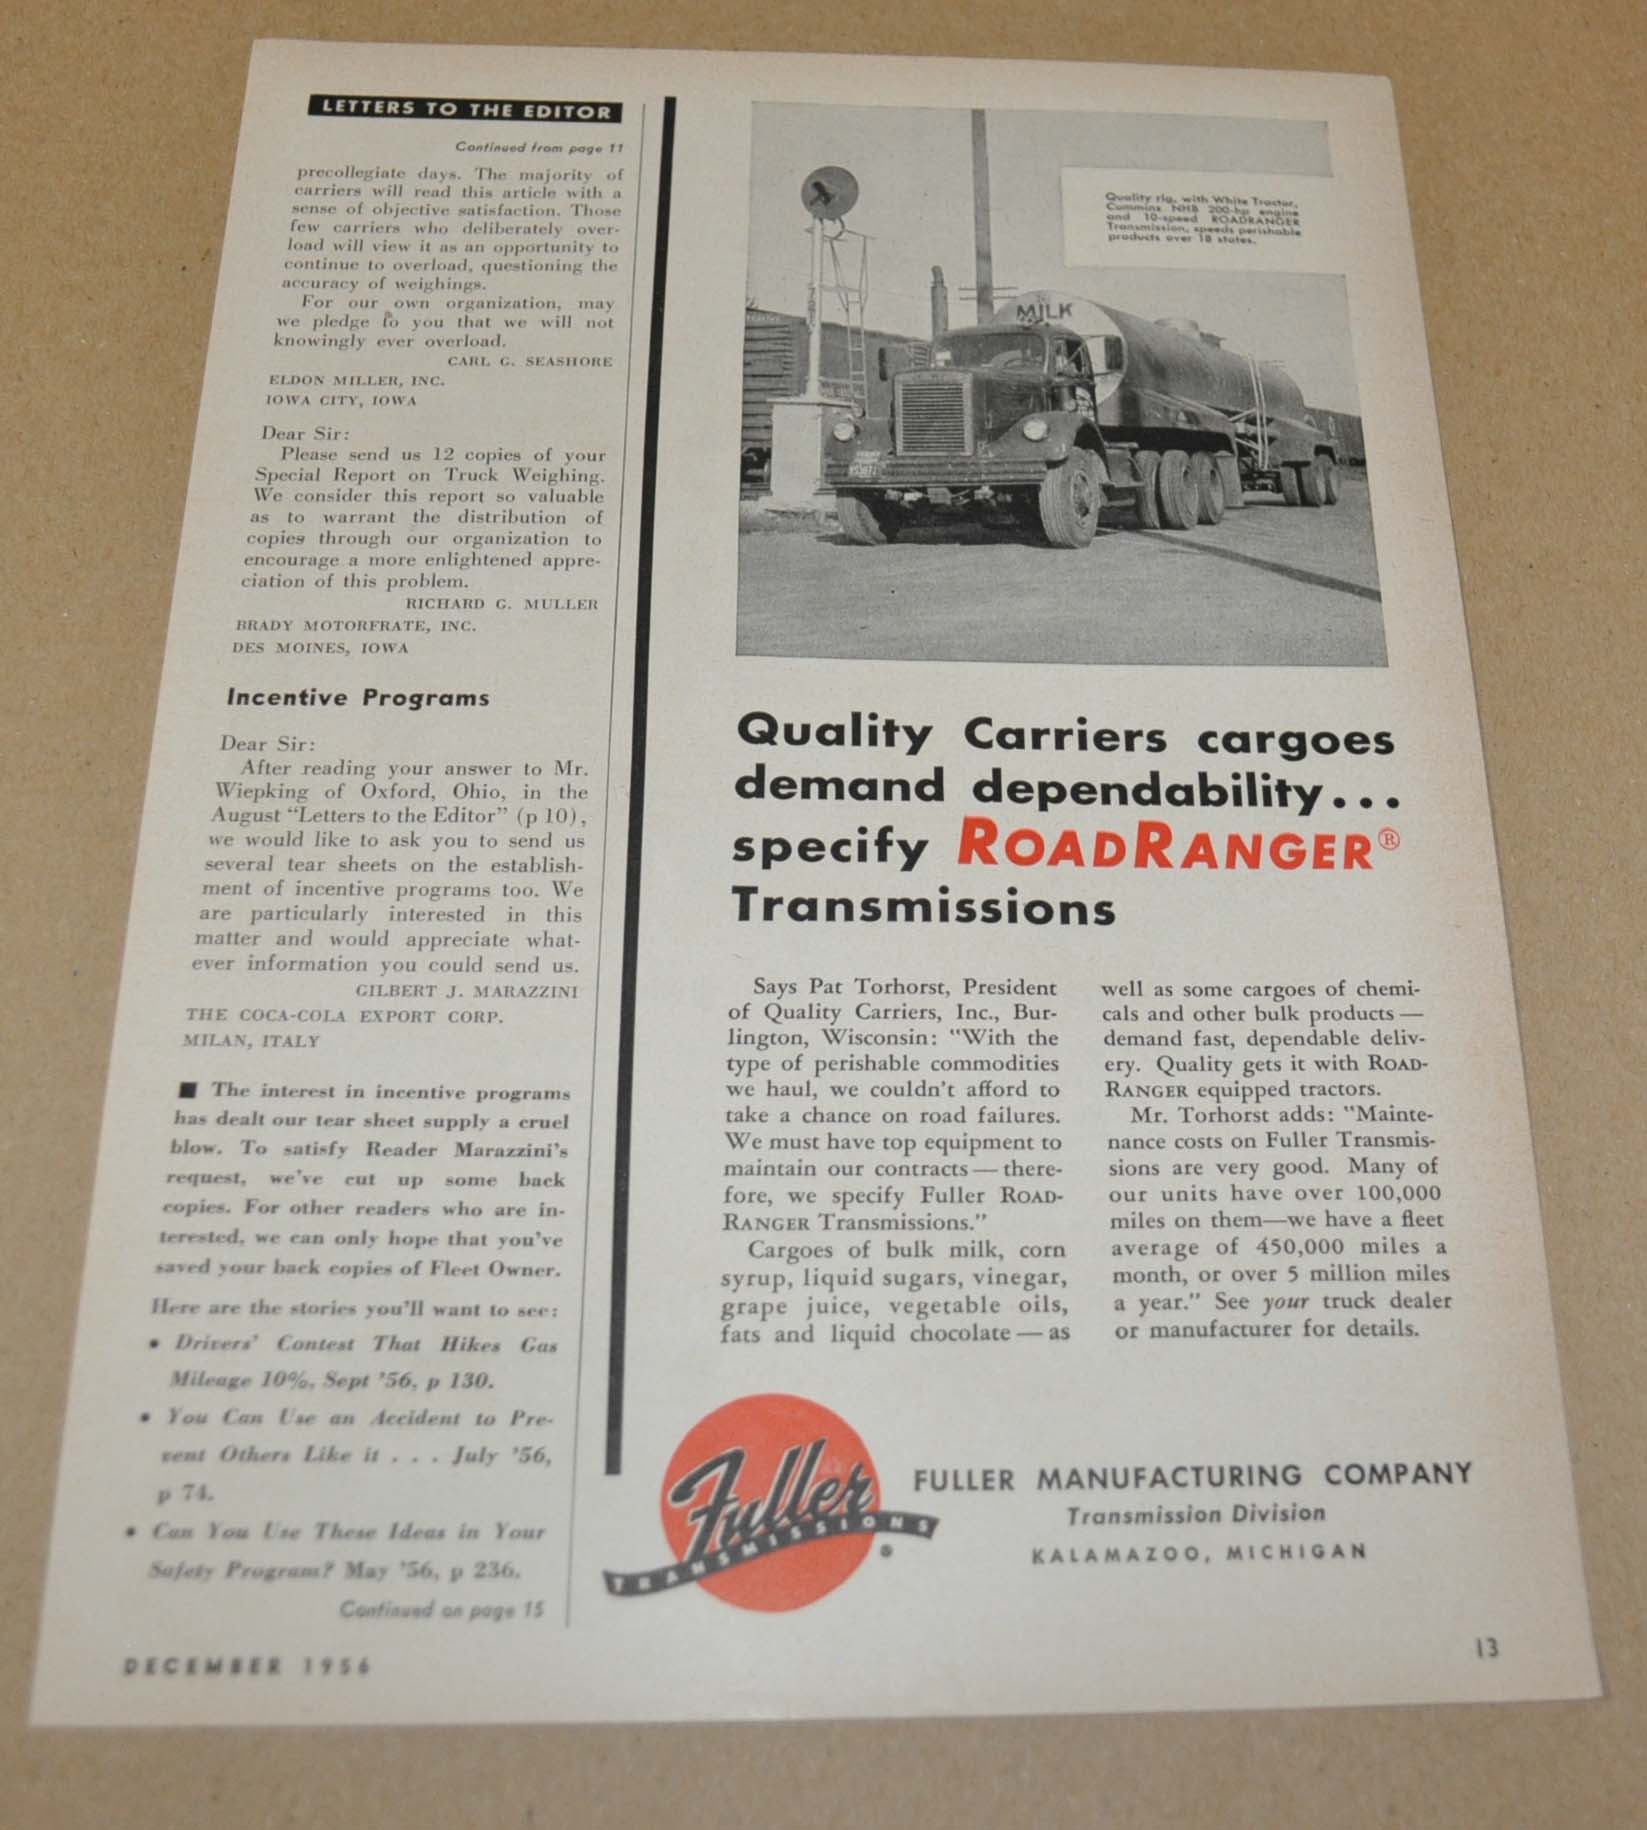 LETTERS TO THE EDITOR
Continued from page 11
precollegiate days. The majority of
carriers will read this article with a
sense of objective satisfaction. Those
few carriers who deliberately over-
load will view it as an opportunity to
continue to overload, questioning the
accuracy of weighings.
For our own organization, may
we pledge to you that we will not
knowingly ever overload.
CARL G. SEASHORE
ELDON MILLER, INC.
IOWA CITY, IOWA
Dear Sir:
Please send us 12 copies of your
Special Report on Truck Weighing.
We consider this report so valuable
as to warrant the distribution of
copies through our organization to
encourage a more enlightened appre-
ciation of this problem.
RICHARD G. MULLER
BRADY MOTORFRATE, INC.
DES MOINES, IOWA
Incentive Programs
Dear Sir:
After reading your answer to Mr.
Wiepking of Oxford, Ohio, in the
August "Letters to the Editor" (p 10),
we would like to ask you to send us
several tear sheets on the establish-
ment of incentive programs too. We
are particularly interested in this
matter and would appreciate what-
ever information you could send us.
GILBERT J. MARAZZINI
THE COCA-COLA EXPORT CORP.
MILAN, ITALY
■ The interest in incentive programs
has dealt our tear sheet supply a cruel
blow. To satisfy Reader Marazzini's
request, we've cut up some back
copies. For other readers who are in-
terested, we can only hope that you've
saved your back copies of Fleet Owner.
Here are the stories you'll want to see:
• Drivers' Contest That Hikes Gas
Mileage 10%, Sept '56, p 130.
• You Can Use an Accident to Pre-
vent Others Like it . . . July '56,
p 74.
• Can You Use These Ideas in Your
Safety Program? May '56, p 236.
Continued on page 15
DECEMBER 1956
MILK
Quality rig, with White Tractor,
Cummins NHB 200-hp engine
and 10-speed ROADRANGER
Transmission, speeds perishable
products over 18 states.
Quality Carriers cargoes
demand dependability...
specify ROADRANGER®
Transmissions
Says Pat Torhorst, President
of Quality Carriers, Inc., Bur-
lington, Wisconsin: "With the
type of perishable commodities
we haul, we couldn't afford to
take a chance on road failures.
We must have top equipment to
maintain our contracts — there-
fore, we specify Fuller ROAD-
RANGER Transmissions."
Cargoes of bulk milk, corn
syrup, liquid sugars, vinegar,
grape juice, vegetable oils,
fats and liquid chocolate — as
well as some cargoes of chemi-
cals and other bulk products —
demand fast, dependable deliv-
ery. Quality gets it with ROAD-
RANGER equipped tractors.
Mr. Torhorst adds: "Mainte-
nance costs on Fuller Transmis-
sions are very good. Many of
our units have over 100,000
miles on them—we have a fleet
average of 450,000 miles a
month, or over 5 million miles
a year." See your truck dealer
or manufacturer for details.
Fuller
TRANSMISSIONS
®
FULLER MANUFACTURING COMPANY
Transmission Division
KALAMAZOO, MICHIGAN
13